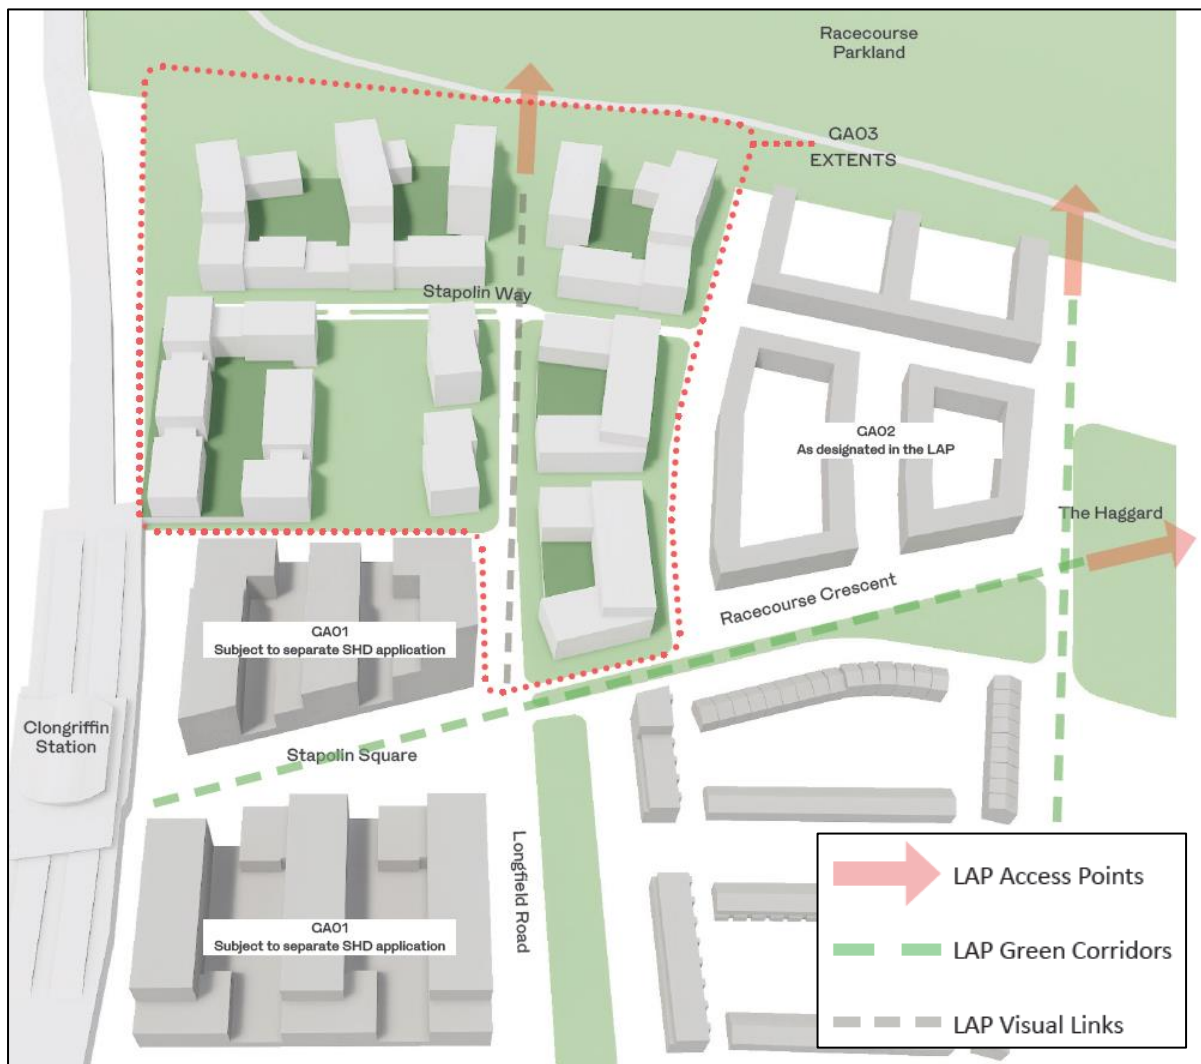 Racecourse
Parkland
GA03
EXTENTS
Stapolin Way
GA02
As designated in the LAP
The Haggard
Racecourse Crescent
GA01
Subject to separate SHD application
Clongriffin
Station
Stapolin Square
Longfield Road
GA01
Subject to separate SHD application
LAP Access Points
LAP Green Corridors
LAP Visual Links